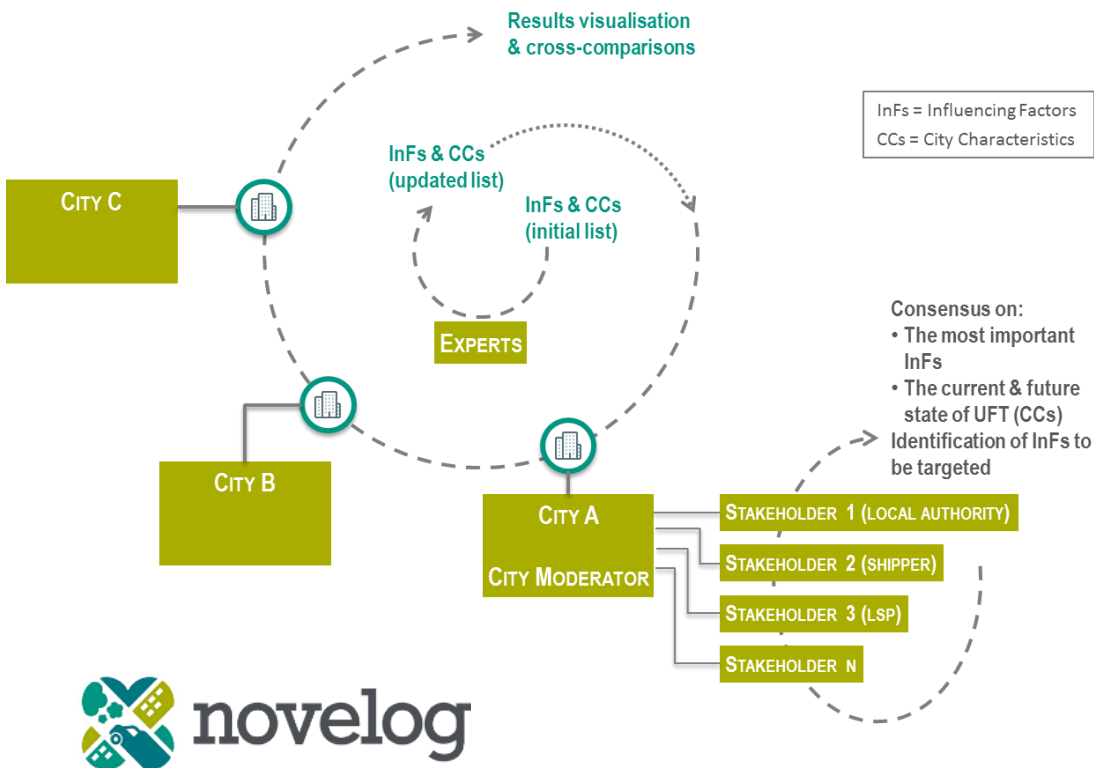 Results visualisation
& cross-comparisons
InFs = Influencing Factors
CCs = City Characteristics
InFs & CCs
(updated list)
InFs & CCs
(initial list)
CITY C
EXPERTS
Consensus on:
• The most important
InFs
• The current & future
state of UFT (CCs)
Identification of InFs to
be targeted
CITY B
CITY A
CITY MODERATOR
STAKEHOLDER 1 (LOCAL AUTHORITY)
STAKEHOLDER 2 (SHIPPER)
STAKEHOLDER 3 (LSP)
STAKEHOLDER N
novelog